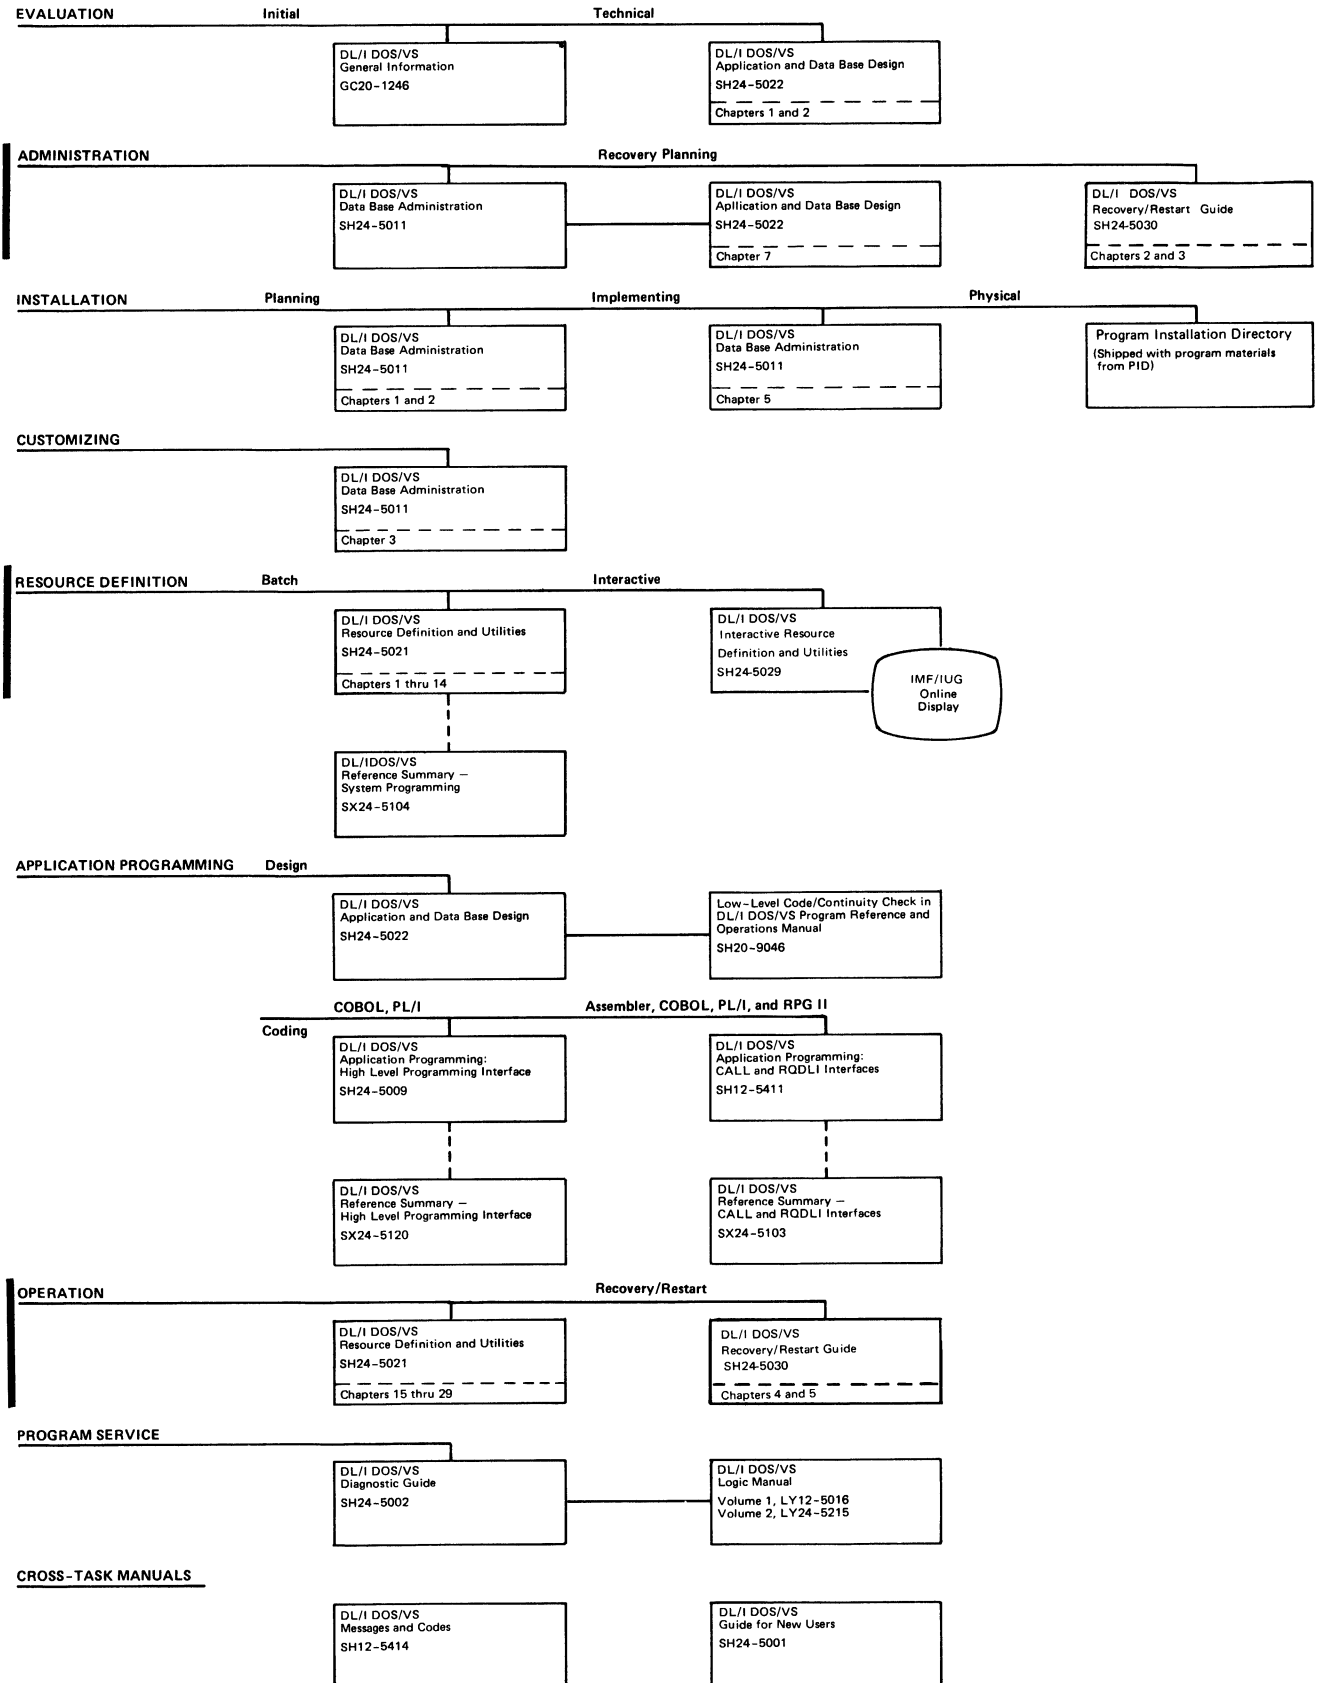 EVALUATION Initial Technical
DL/I DOS/VS
General Information
GC20-1246
DL/I DOS/VS
Application and Data Base Design
SH24-5022
Chapters 1 and 2
ADMINISTRATION Recovery Planning
DL/I DOS/VS
Data Base Administration
SH24-5011
DL/I DOS/VS
Apllication and Data Base Design
SH24-5022
Chapter 7
DL/I DOS/VS
Recovery/Restart Guide
SH24-5030
Chapters 2 and 3
INSTALLATION Planning Implementing Physical
DL/I DOS/VS
Data Base Administration
SH24-5011
Chapters 1 and 2
DL/I DOS/VS
Data Base Administration
SH24-5011
Chapter 5
Program Installation Directory
(Shipped with program materials
from PID)
CUSTOMIZING
DL/I DOS/VS
Data Base Administration
SH24-5011
Chapter 3
RESOURCE DEFINITION Batch Interactive
DL/I DOS/VS
Resource Definition and Utilities
SH24-5021
Chapters 1 thru 14
DL/I DOS/VS
Interactive Resource
Definition and Utilities
SH24-5029
IMF/IUG
Online
Display
DL/IDOS/VS
Reference Summary —
System Programming
SX24-5104
APPLICATION PROGRAMMING Design
DL/I DOS/VS
Application and Data Base Design
SH24-5022
Low-Level Code/Continuity Check in
DL/I DOS/VS Program Reference and
Operations Manual
SH20-9046
COBOL, PL/I Assembler, COBOL, PL/I, and RPG II
Coding
DL/I DOS/VS
Application Programming:
High Level Programming Interface
SH24-5009
DL/I DOS/VS
Application Programming:
CALL and RQDLI Interfaces
SH12-5411
DL/I DOS/VS
Reference Summary —
High Level Programming Interface
SX24-5120
DL/I DOS/VS
Reference Summary —
CALL and RQDLI Interfaces
SX24-5103
OPERATION Recovery/Restart
DL/I DOS/VS
Resource Definition and Utilities
SH24-5021
Chapters 15 thru 29
DL/I DOS/VS
Recovery/Restart Guide
SH24-5030
Chapters 4 and 5
PROGRAM SERVICE
DL/I DOS/VS
Diagnostic Guide
SH24-5002
DL/I DOS/VS
Logic Manual
Volume 1, LY12-5016
Volume 2, LY24-5215
CROSS-TASK MANUALS
DL/I DOS/VS
Messages and Codes
SH12-5414
DL/I DOS/VS
Guide for New Users
SH24-5001